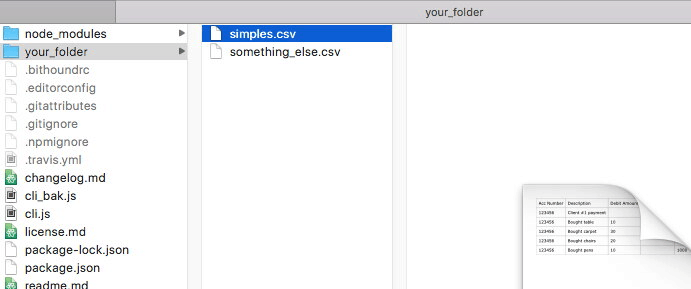 your_folder
node_modules
your_folder
.bithoundrc
.editorconfig
.gitattributes
.gitignore
.npmignore
.travis.yml
changelog.md
cli_bak.js
cli.js
license.md
package-lock.json
package.json
readme.md
simples.csv
something_else.csv
Acc Number Description Debit Amoun
123456 Client #1 payment
123456 Bought table 10
123456 Bought carpet 30
123456 Bought chairs 20
123456 Bought pens 10